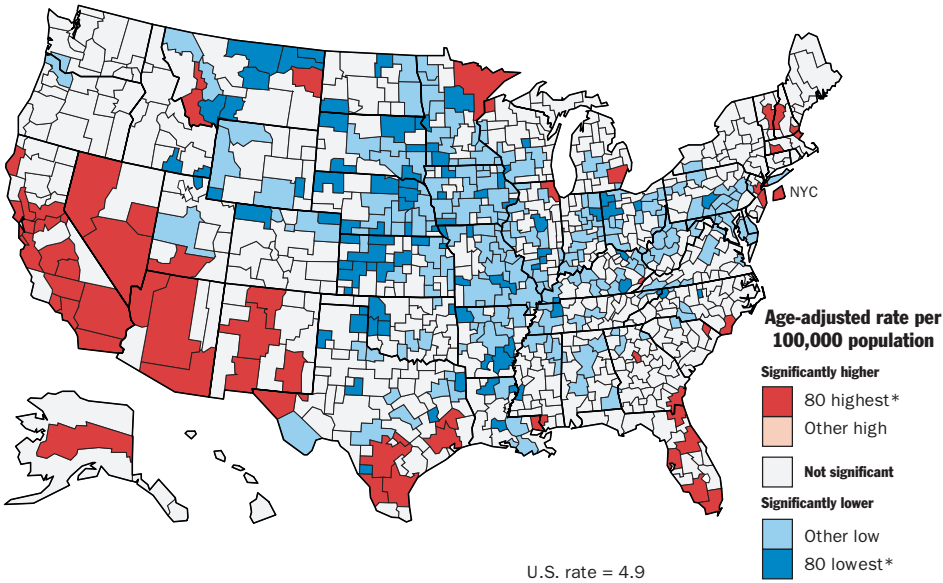 NYC
Age-adjusted rate per
100,000 population
Significantly higher
80 highest*
Other high
Not significant
Significantly lower
Other low
80 lowest*
U.S. rate = 4.9